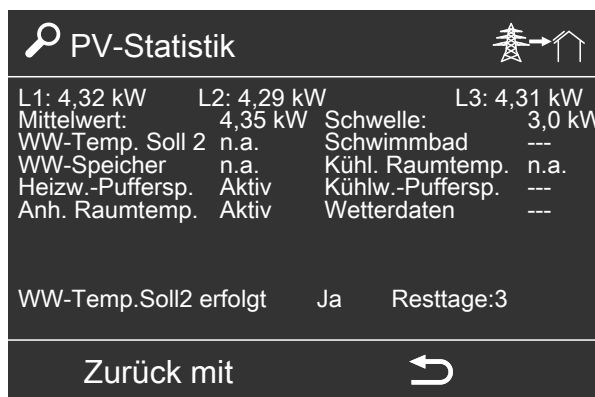 PV-Statistik
L1: 4,32 kW L2: 4,29 kW L3: 4,31 kW
Mittelwert: 4,35 kW Schwelle: 3,0 kW
WW-Temp. Soll 2 n.a. Schwimmbad ---
WW-Speicher n.a. Kühl. Raumtemp. n.a.
Heizw.-Puffersp. Aktiv Kühlw.-Puffersp. ---
Anh. Raumtemp. Aktiv Wetterdaten ---
WW-Temp.Soll2 erfolgt Ja Resttage:3
Zurück mit